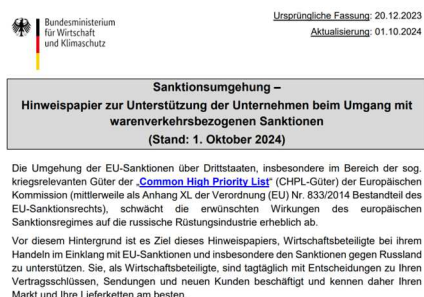 Ursprüngliche Fassung: 20.12.2023
Aktualisierung: 01.10.2024
Bundesministerium
für Wirtschaft
und Klimaschutz
Sanktionsumgehung –
Hinweispapier zur Unterstützung der Unternehmen beim Umgang mit
warenverkehrsbezogenen Sanktionen
(Stand: 1. Oktober 2024)
Die Umgehung der EU-Sanktionen über Drittstaaten, insbesondere im Bereich der sog.
kriegsrelevanten Güter der „Common High Priority List“ (CHPL-Güter) der Europäischen
Kommission (mittlerweile als Anhang XL der Verordnung (EU) Nr. 833/2014 Bestandteil des
EU-Sanktionsrechts), schwächt die erwünschten Wirkungen des europäischen
Sanktionsregimes auf die russische Rüstungsindustrie erheblich ab.
Vor diesem Hintergrund ist es Ziel dieses Hinweispapiers, Wirtschaftsbeteiligte bei ihrem
Handeln im Einklang mit EU-Sanktionen und insbesondere den Sanktionen gegen Russland
zu unterstützen. Sie, als Wirtschaftsbeteiligte, sind tagtäglich mit Entscheidungen zu Ihren
Vertragsschlüssen, Sendungen und neuen Kunden beschäftigt und kennen daher Ihren
Markt und Ihre Lieferketten am besten.